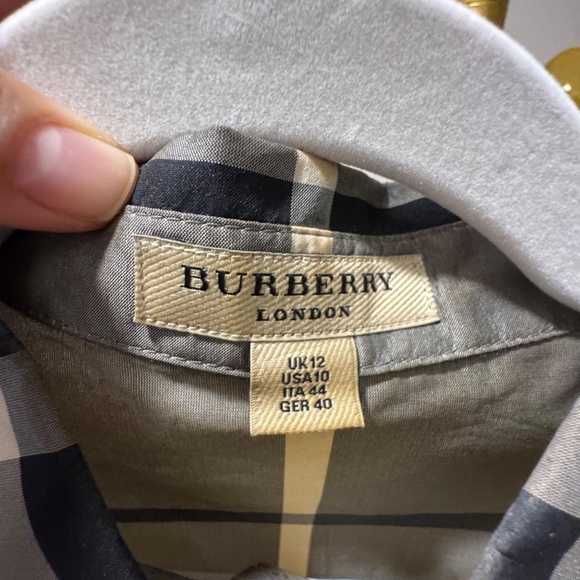 BURBERRY
LONDON
UK12
USA10
ITA 44
GER 40